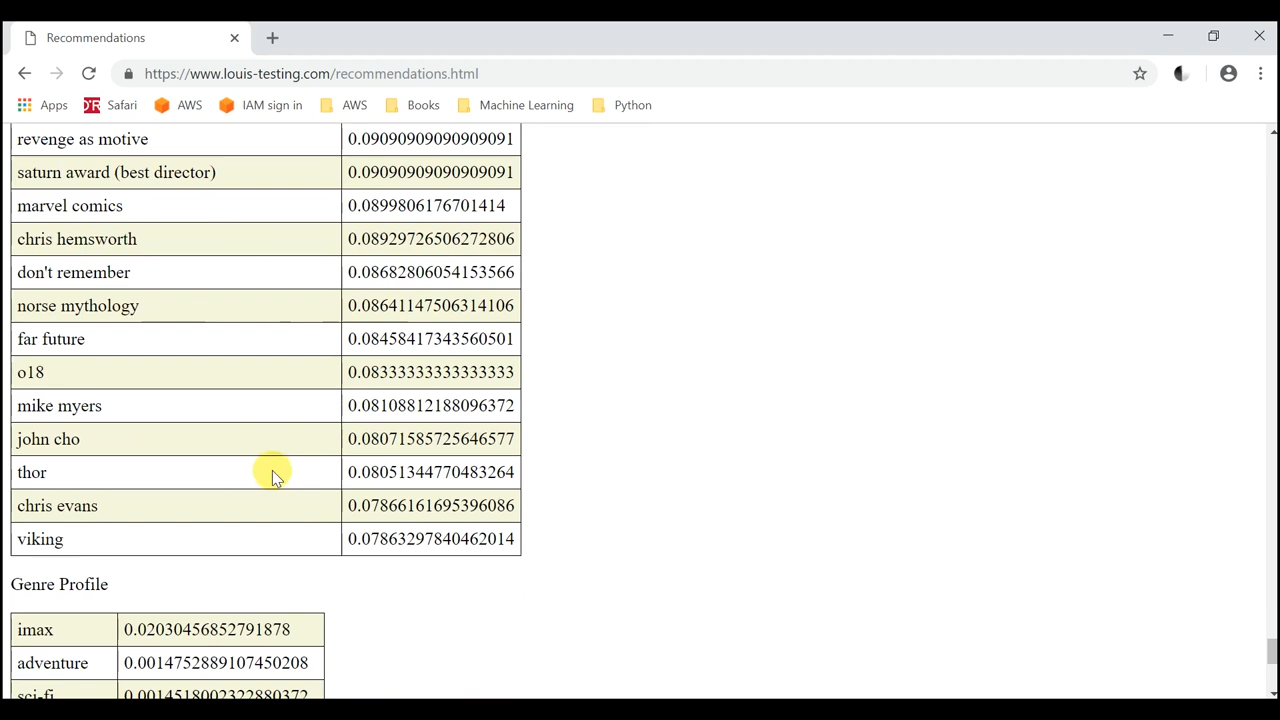 Recommendations
https://www.louis-testing.com/recommendations.html
Apps Safari AWS IAM sign in AWS Books Machine Learning Python
revenge as motive 0.09090909090909091
saturn award (best director) 0.09090909090909091
marvel comics 0.0899806176701414
chris hemsworth 0.08929726506272806
don't remember 0.08682806054153566
norse mythology 0.08641147506314106
far future 0.08458417343560501
o18 0.08333333333333333
mike myers 0.08108812188096372
john cho 0.08071585725646577
thor 0.08051344770483264
chris evans 0.07866161695396086
viking 0.07863297840462014
Genre Profile
imax 0.02030456852791878
adventure 0.0014752889107450208
sci-fi 0.0014518002322880372